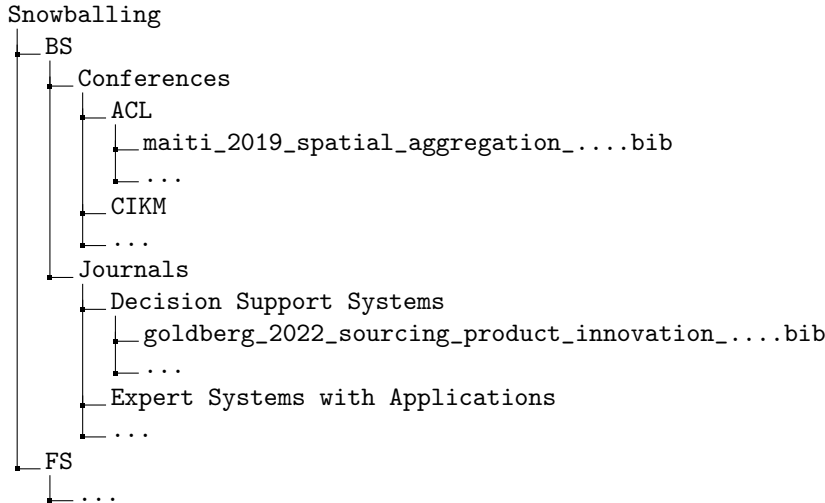 Snowballing
BS
Conferences
ACL
maiti_2019_spatial_aggregation_....bib
...
CIKM
...
Journals
Decision Support Systems
goldberg_2022_sourcing_product_innovation_....bib
...
Expert Systems with Applications
...
FS
...